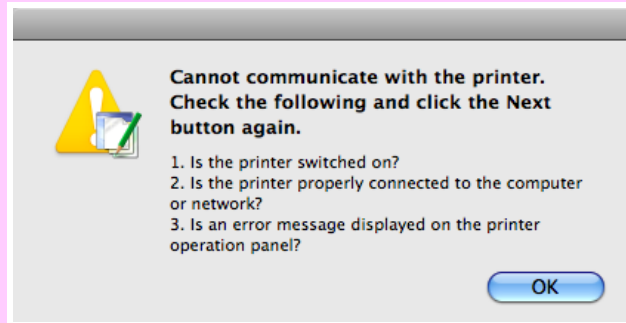 Cannot communicate with the printer.
Check the following and click the Next
button again.
1. Is the printer switched on?
2. Is the printer properly connected to the computer
or network?
3. Is an error message displayed on the printer
operation panel?
OK